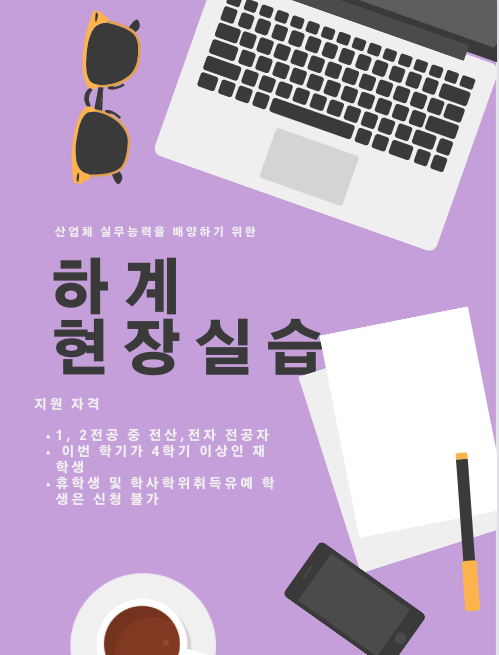 산업체 실무능력을 배양하기 위한
하계
현장실습
지원 자격
• 1, 2전공 중 전산,전자 전공자
• 이번 학기가 4학기 이상인 재
학생
• 휴학생 및 학사학위취득유예 학
생은 신청 불가